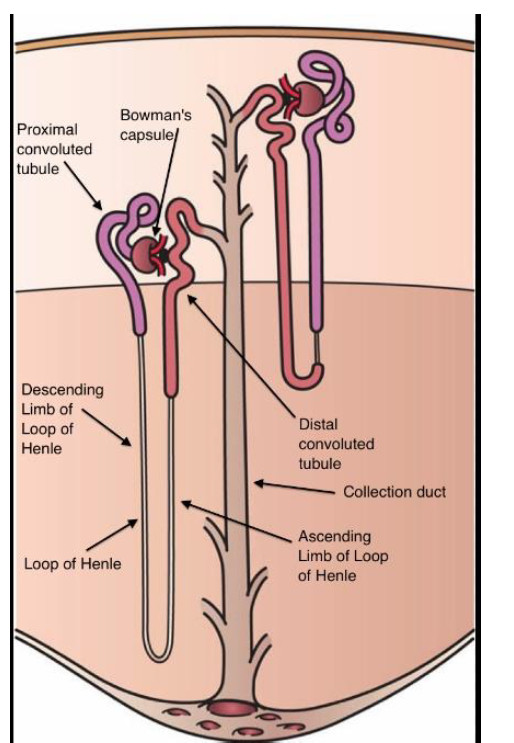 Bowman's
capsule
Proximal
convoluted
tubule
Descending
Limb of
Loop of
Henle
Distal
convoluted
tubule
Collection duct
Ascending
Limb of Loop
of Henle
Loop of Henle